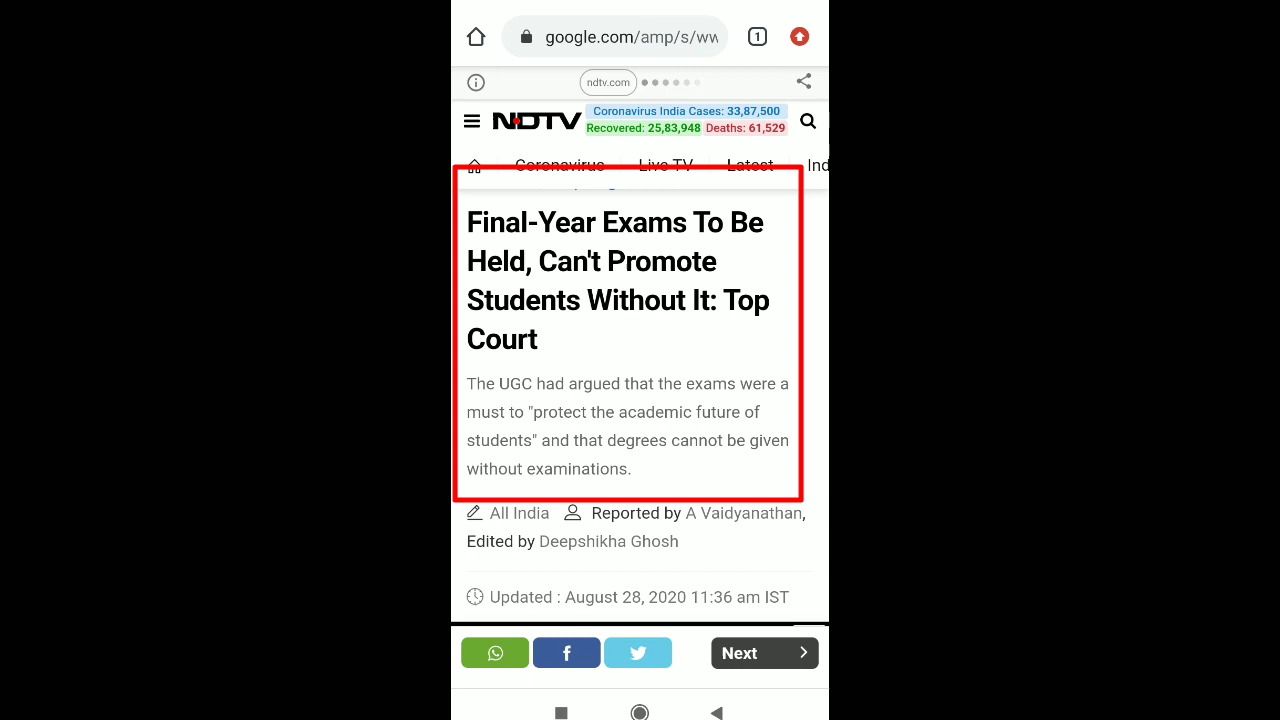 google.com/amp/s/ww
1
ndtv.com
NDTV
Coronavirus India Cases: 33,87,500
Recovered: 25,83,948 Deaths: 61,529
Coronavirus Live TV Latest Ind
Final-Year Exams To Be
Held, Can't Promote
Students Without It: Top
Court
The UGC had argued that the exams were a
must to "protect the academic future of
students" and that degrees cannot be given
without examinations.
All India Reported by A Vaidyanathan,
Edited by Deepshikha Ghosh
Updated : August 28, 2020 11:36 am IST
Next